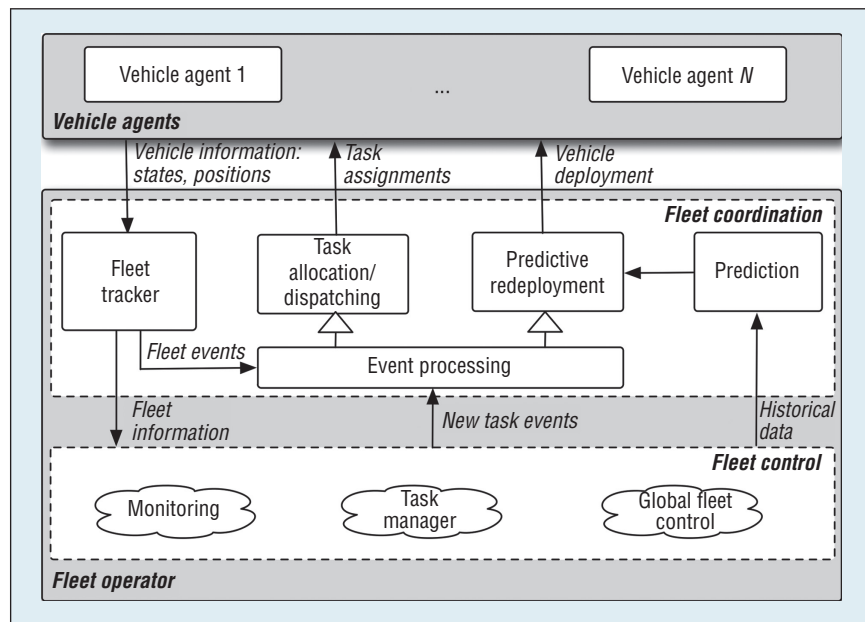 Vehicle agent 1
...
Vehicle agent N
Vehicle agents
Vehicle information:
states, positions
Task
assignments
Vehicle
deployment
Fleet coordination
Fleet
tracker
Task
allocation/
dispatching
Predictive
redeployment
Prediction
Fleet events
Event processing
Fleet
information
New task events
Historical
data
Fleet control
Monitoring
Task
manager
Global fleet
control
Fleet operator